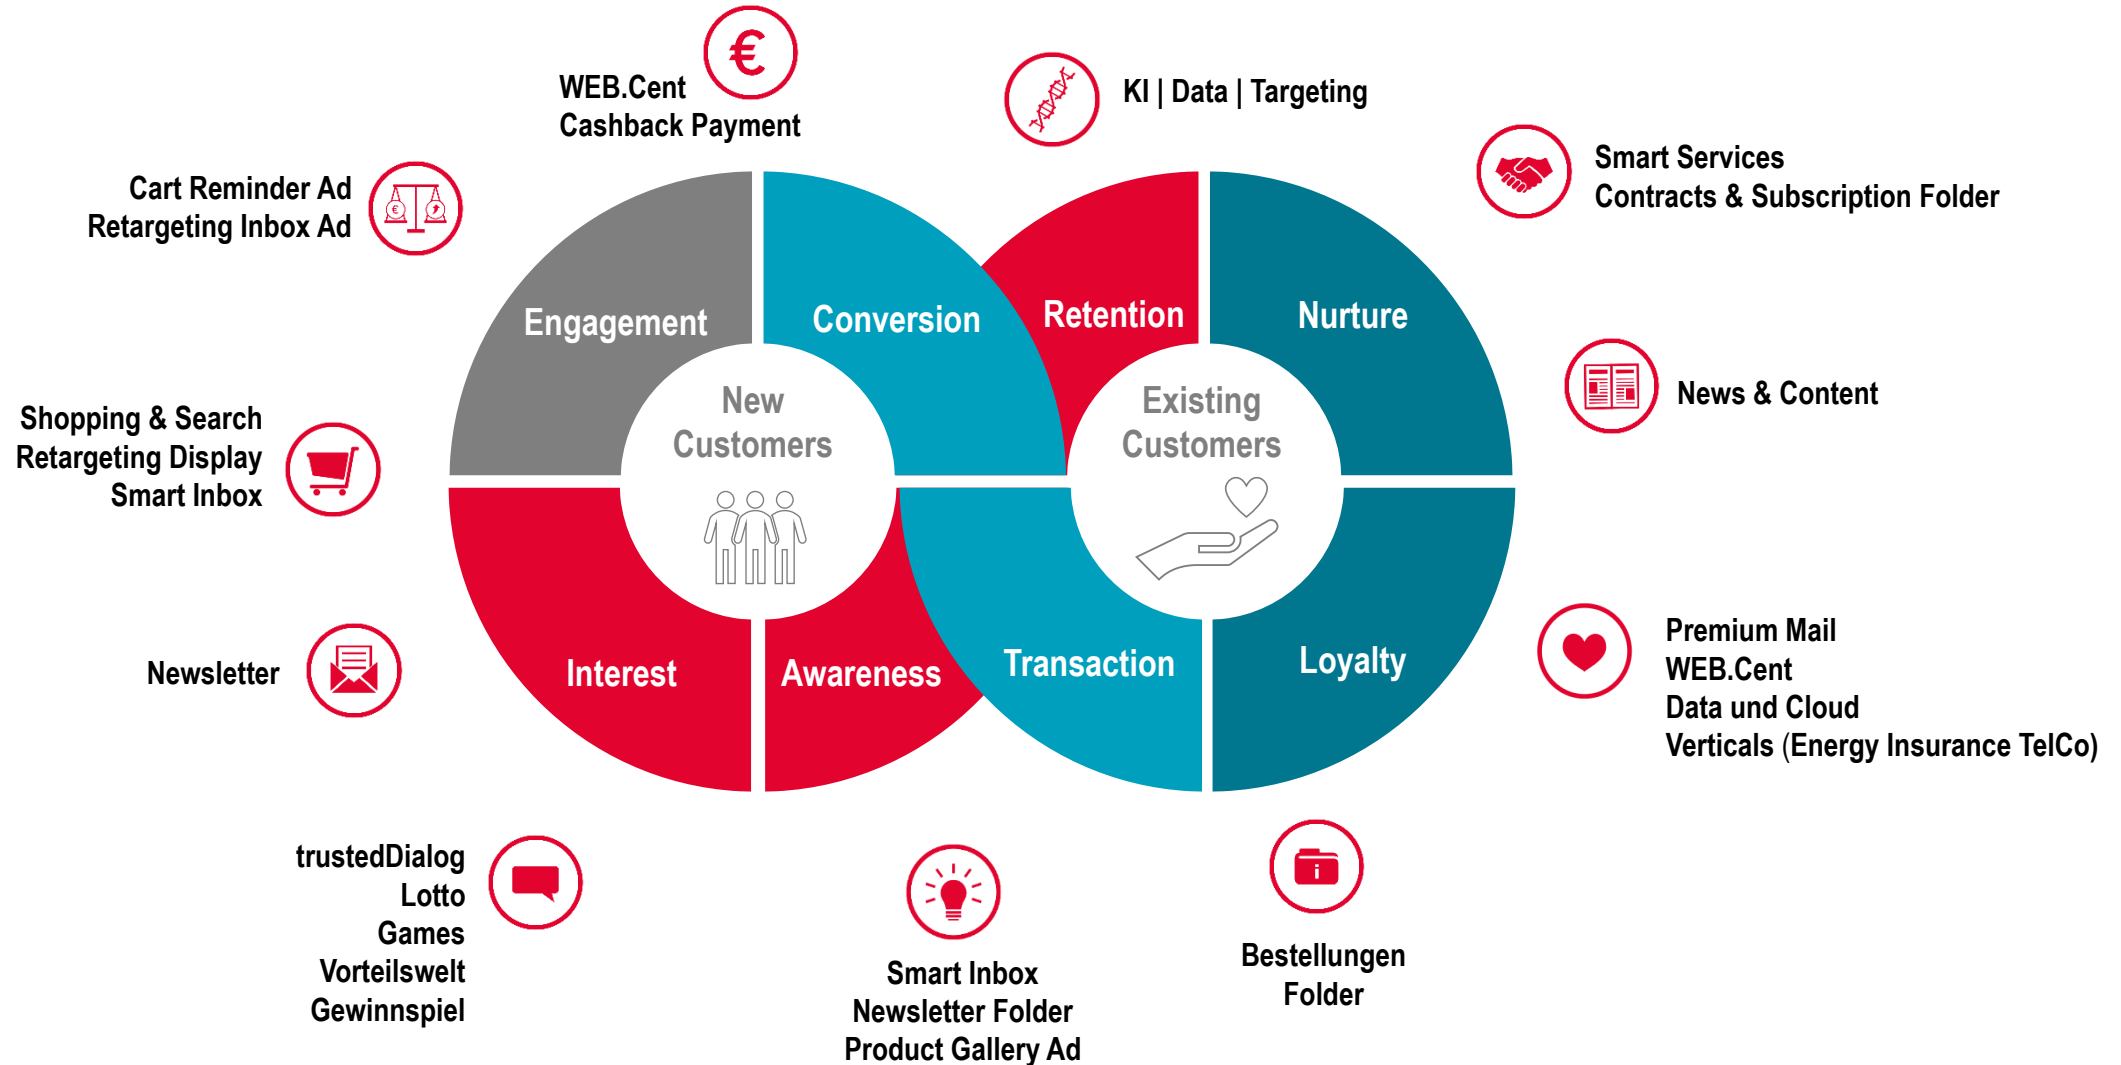 €
WEB.Cent
Cashback Payment
KI | Data | Targeting
Smart Services
Contracts & Subscription Folder
Cart Reminder Ad
Retargeting Inbox Ad
€
Engagement
Conversion
Retention
Nurture
New
Customers
Existing
Customers
News & Content
Shopping & Search
Retargeting Display
Smart Inbox
Newsletter
Interest
Awareness
Transaction
Loyalty
Premium Mail
WEB.Cent
Data und Cloud
Verticals (Energy Insurance TelCo)
trustedDialog
Lotto
Games
Vorteilswelt
Gewinnspiel
Smart Inbox
Newsletter Folder
Product Gallery Ad
i
Bestellungen
Folder